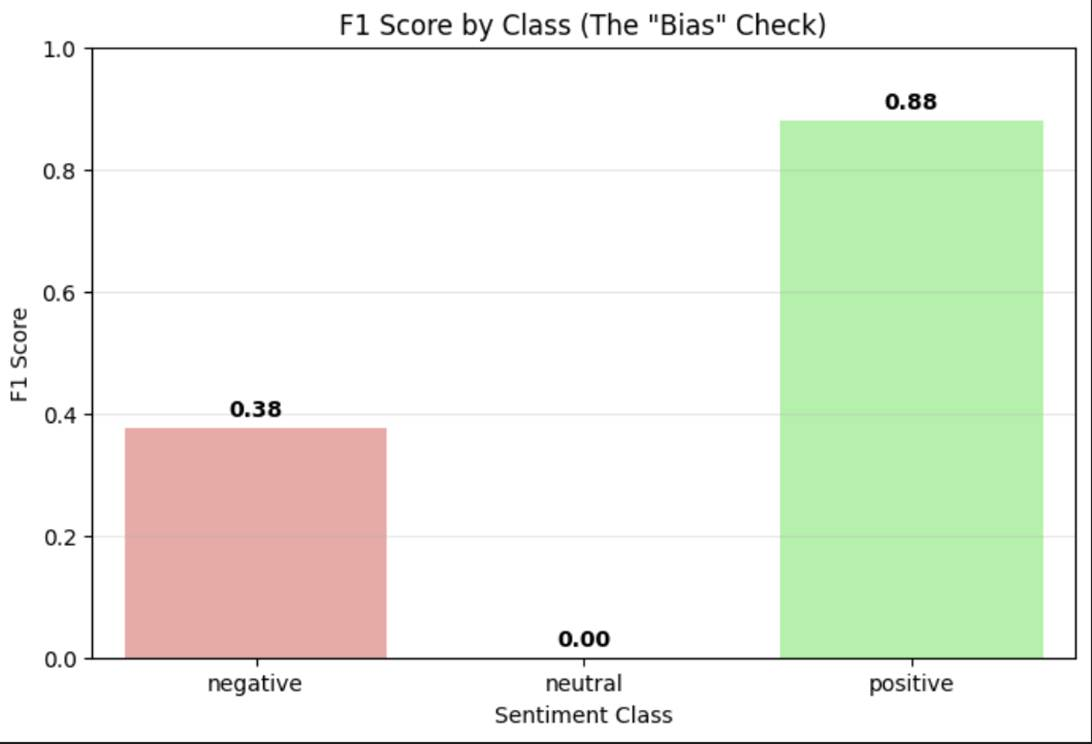 F1 Score by Class (The "Bias" Check)
1.0
0.88
0.8
0.6
F1 Score
0.4
0.38
0.2
0.00
0.0
negative neutral positive
Sentiment Class